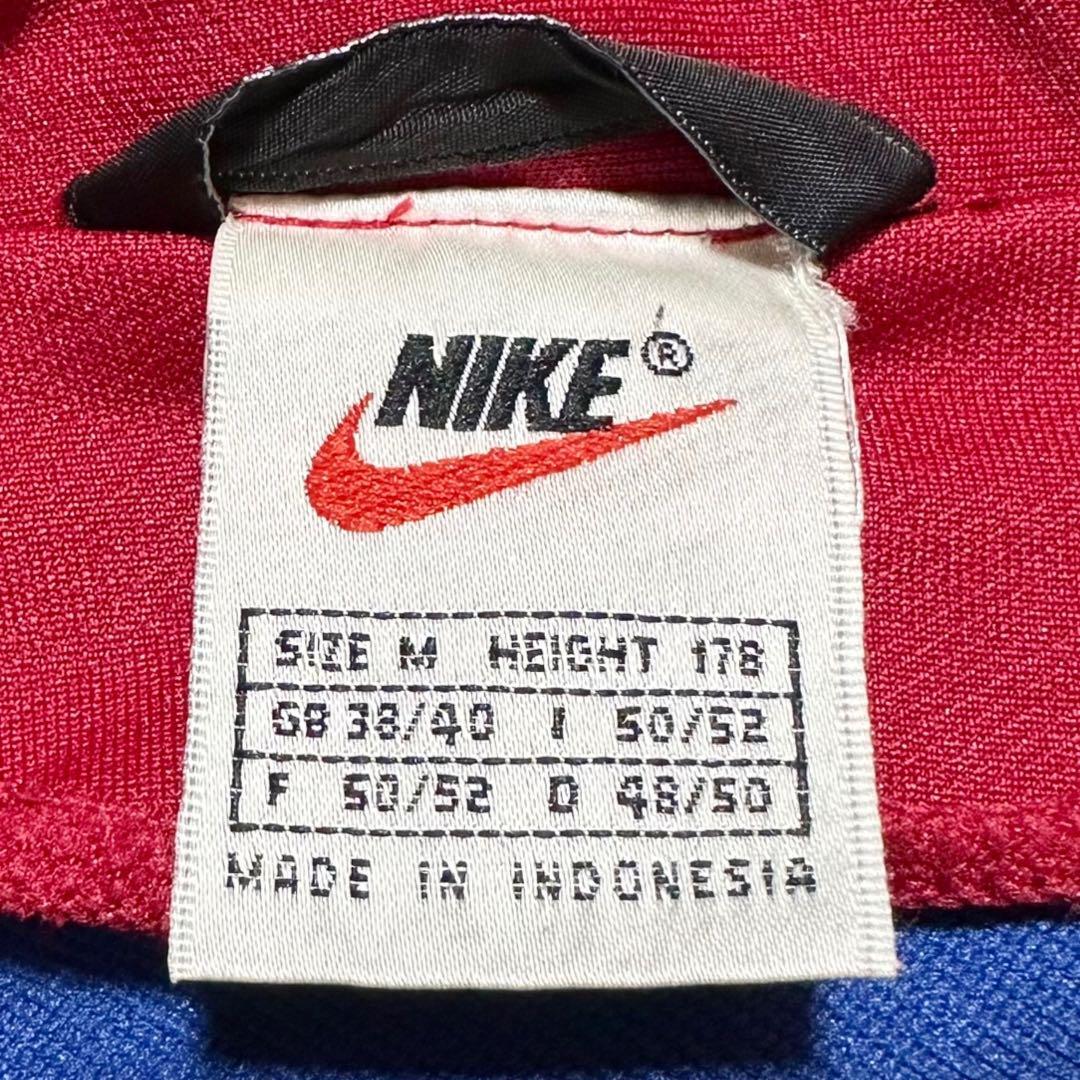 NIKE®
SIZE M HEIGHT 178
GB 38/40 I 50/52
F 50/52 D 48/50
MADE IN INDONESIA